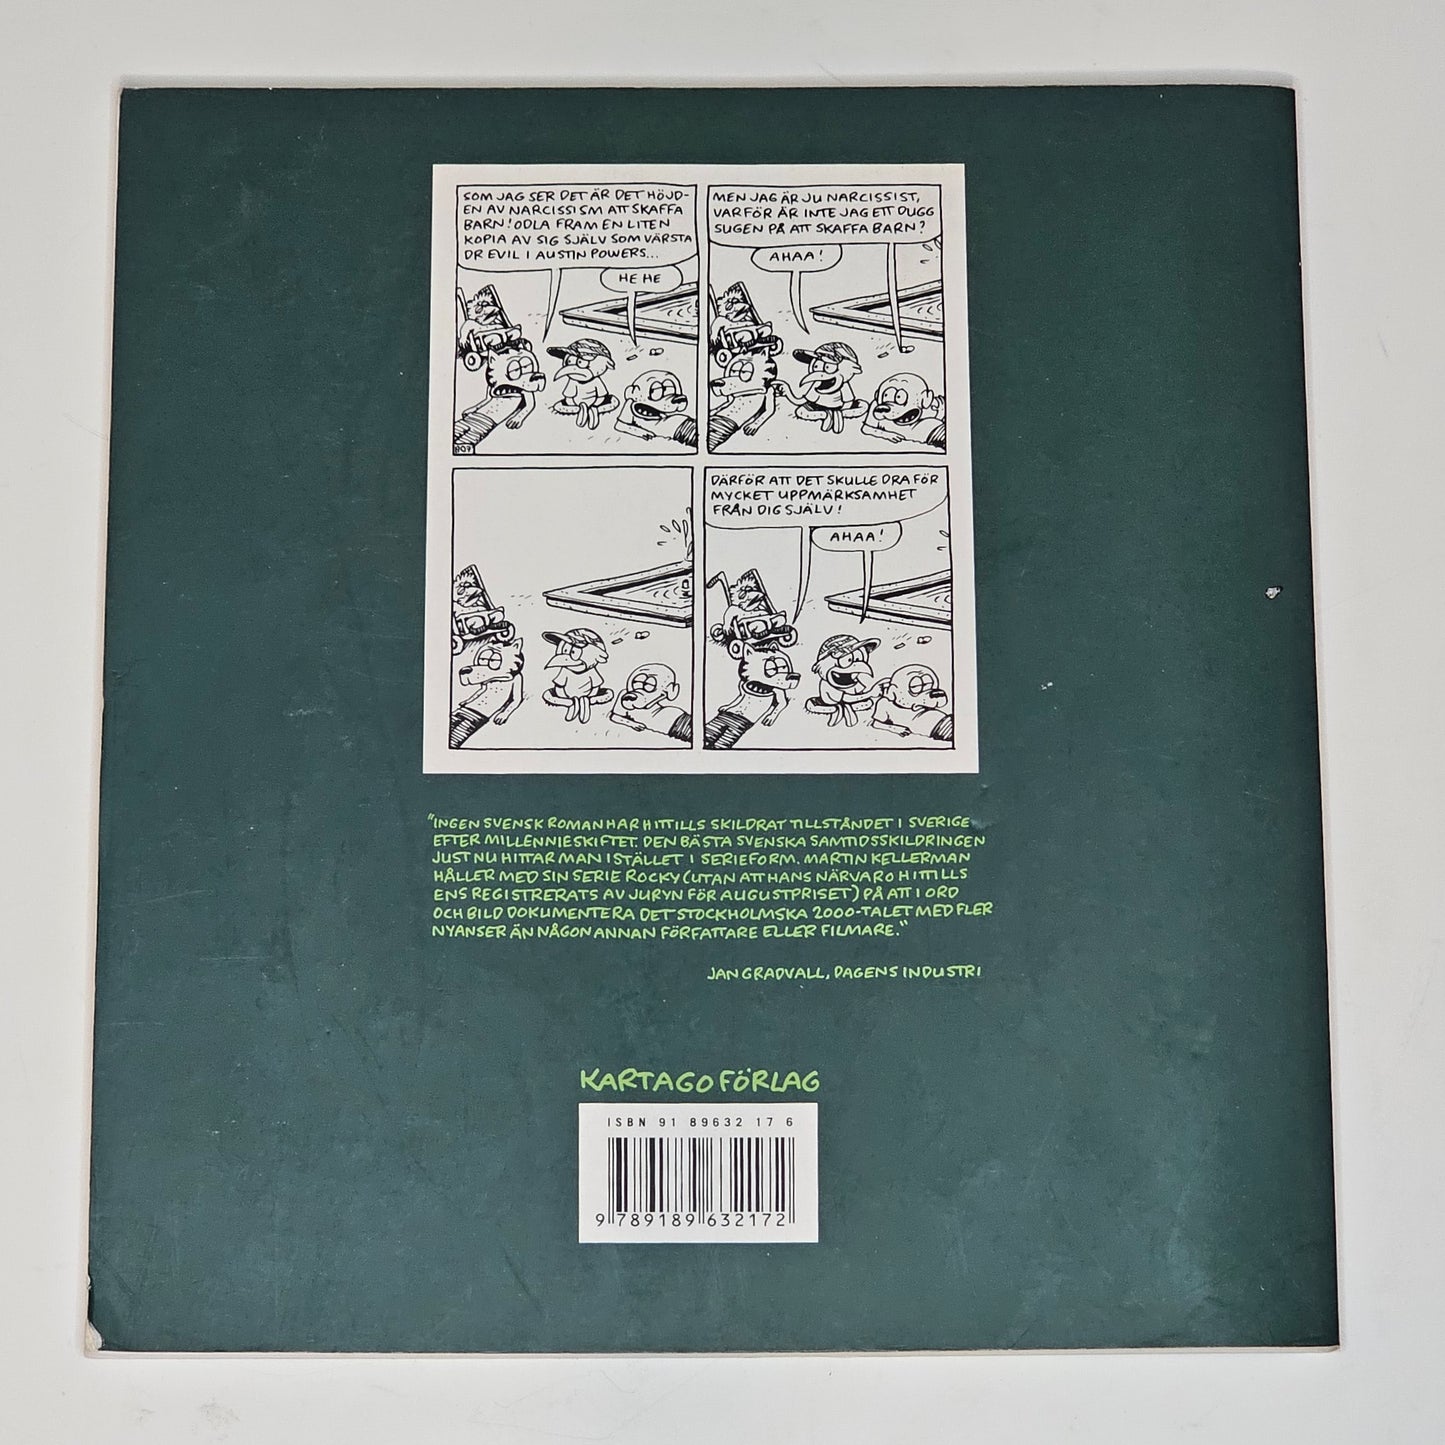 SOM JAG SER DET ÄR DET HÖJD-
EN AV NARCISSISM ATT SKAFFA
BARN! ODLA FRAM EN LITEN
KOPIA AV SIG SJÄLV SOM VÄRSTA
DR EVIL I AUSTIN POWERS...
HE HE
MEN JAG ÄR JU NARCISSIST,
VARFÖR ÄR INTE JAG ETT DUGG
SUGEN PÅ ATT SKAFFA BARN?
AHAA!
DÄRFÖR ATT DET SKULLE DRA FÖR
MYCKET UPPMÄRKSAMHET
FRÅN DIG SJÄLV!
AHAA!
"INGEN SVENSK ROMAN HAR HITTILLS SKILDRAT TILLSTÅNDET I SVERIGE
EFTER MILLENNIESKIFTET. DEN BÄSTA SVENSKA SAMTIDSSKILDRINGEN
JUST NU HITTAR MAN ISTÄLLET I SERIEFORM. MARTIN KELLERMAN
HÅLLER MED SIN SERIE ROCKY (UTAN ATT HANS NÄRVARO HITTILLS
ENS REGISTRERATS AV JURYN FÖR AUGUSTPRISET) PÅ ATT I ORD
OCH BILD DOKUMENTERA DET STOCKHOLMSKA 2000-TALET MED FLER
NYANSER ÄN NÅGON ANNAN FÖRFATTARE ELLER FILMARE."
JAN GRADVALL, DAGENS INDUSTRI
KARTAGO FÖRLAG
ISBN 91 89632 17 6
9 789189 632172